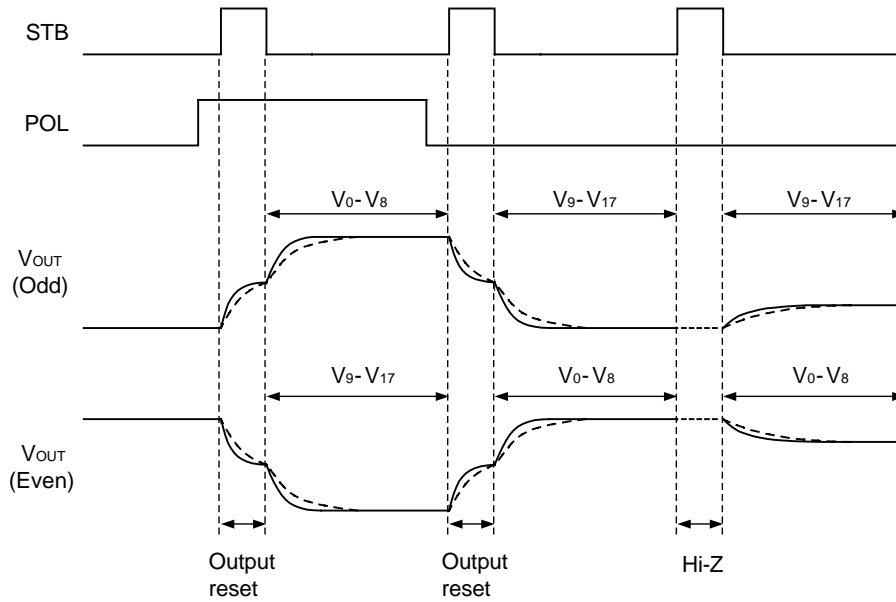 STB
POL
V0-V8
V9-V17
V9-V17
VOUT
(Odd)
V9-V17
V0-V8
V0-V8
VOUT
(Even)
Output
reset
Output
reset
Hi-Z